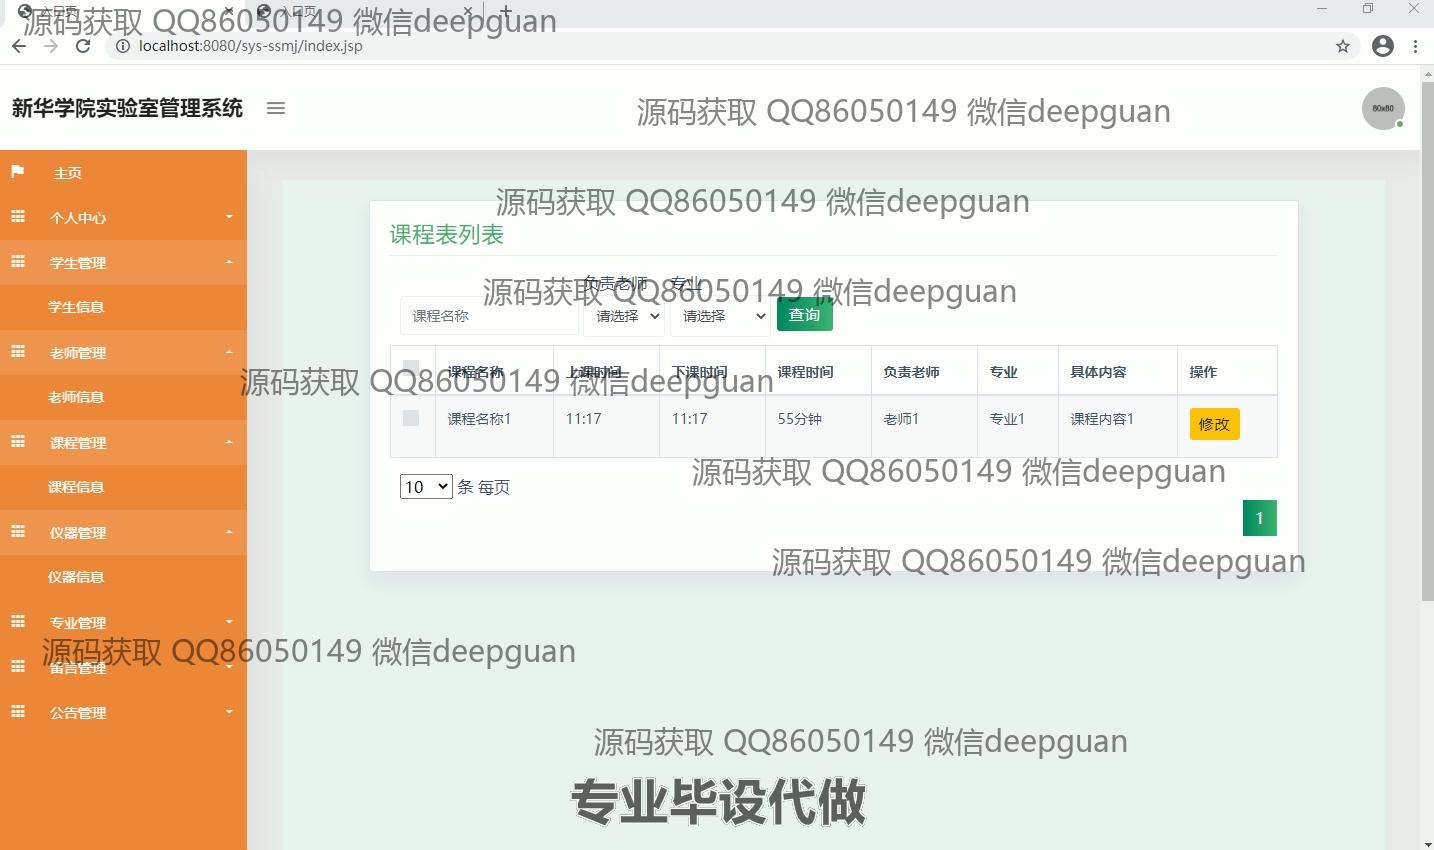 入口页
入口页
源码获取 QQ86050149 微信deepguan
localhost:8080/sys-ssmj/index.jsp
新华学院实验室管理系统
源码获取 QQ86050149 微信deepguan
80x80
主页
个人中心
学生管理
学生信息
老师管理
老师信息
课程管理
课程信息
仪器管理
仪器信息
专业管理
留言管理
公告管理
源码获取 QQ86050149 微信deepguan
课程表列表
负责老师 专业
源码获取 QQ86050149 微信deepguan
课程名称 请选择 请选择 查询
课程名称 上课时间 下课时间 课程时间 负责老师 专业 具体内容 操作
源码获取 QQ86050149 微信deepguan
课程名称1 11:17 11:17 55分钟 老师1 专业1 课程内容1 修改
源码获取 QQ86050149 微信deepguan
10 条 每页
1
源码获取 QQ86050149 微信deepguan
源码获取 QQ86050149 微信deepguan
源码获取 QQ86050149 微信deepguan
专业毕设代做